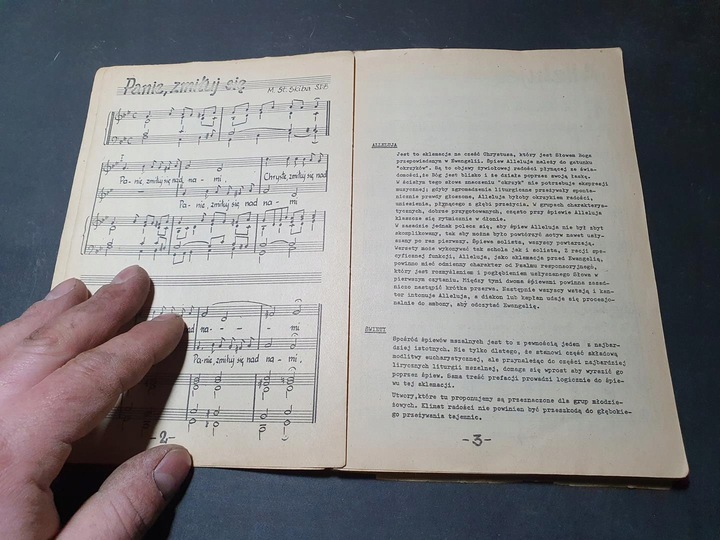 Panie, zmiłuj się
M. St. Skiba SDB
Pa-nie, zmiłuj się nad na - mi, Chryste, zmiłuj się nad
Pa-nie, zmiłuj się nad na-mi
nad na - - - mi
Pa-nie, zmiłuj się nad na - mi,
-2-
ALLELUJA
Jest to aklamacja na cześć Chrystusa, który jest Słowem Boga
przepowiadanym w Ewangelii. Śpiew Alleluja należy do gatunku
"okrzyków". Są to objawy żywiołowej radości płynącej ze świa-
domości, że Bóg jest blisko i że działa poprzez swoją łaskę.
W ścisłym tego słowa znaczeniu "okrzyk" nie potrzebuje ekspresji
muzycznej; gdyby zgromadzenia liturgiczne przeżywały sponta-
nicznie prawdy głoszone, Alleluja byłoby okrzykiem radości,
uniesienia, płynącego z głębi przeżycia. W grupach charakterys-
tycznych, dobrze przygotowanych, często przy śpiewie Alleluja
klaszcze się rytmicznie w dłonie.
W zasadzie jednak poleca się, aby śpiew Alleluja nie był zbyt
skomplikowany, tak aby można było powtórzyć motyw nawet usły-
szany po raz pierwszy. Śpiewa solista, wszyscy powtarzają.
Wersety może wykonywać tak schola jak i solista. Z racji spe-
cyficznej funkcji, Alleluja, jako aklamacja przed Ewangelią,
powinno mieć odmienny charakter od Psalmu responsoryjnego,
który jest rozmyślaniem i pogłębieniem usłyszanego Słowa w
pierwszym czytaniu. Między tymi dwoma śpiewami powinna zasad-
niczo nastąpić krótka przerwa. Następnie wszyscy wstają i kan-
tor intonuje Alleluja, a diakon lub kapłan udaje się procesjo-
nalnie do ambony, aby odczytać Ewangelię.
ŚWIĘTY
Spośród śpiewów mszalnych jest to z pewnością jeden z najbar-
dziej istotnych. Nie tylko dlatego, że stanowi część składową
modlitwy eucharystycznej, ale przynależąc do części najbardziej
lirycznych liturgii mszalnej, domaga się wprost aby wyrazić go
poprzez śpiew. Sama treść prefacji prowadzi logicznie do śpie-
wu tej aklamacji.
Utwory, które tu proponujemy są przeznaczone dla grup młodzie-
żowych. Klimat radości nie powinien być przeszkodą do głębokie-
go przeżywania tajemnic.
-3-